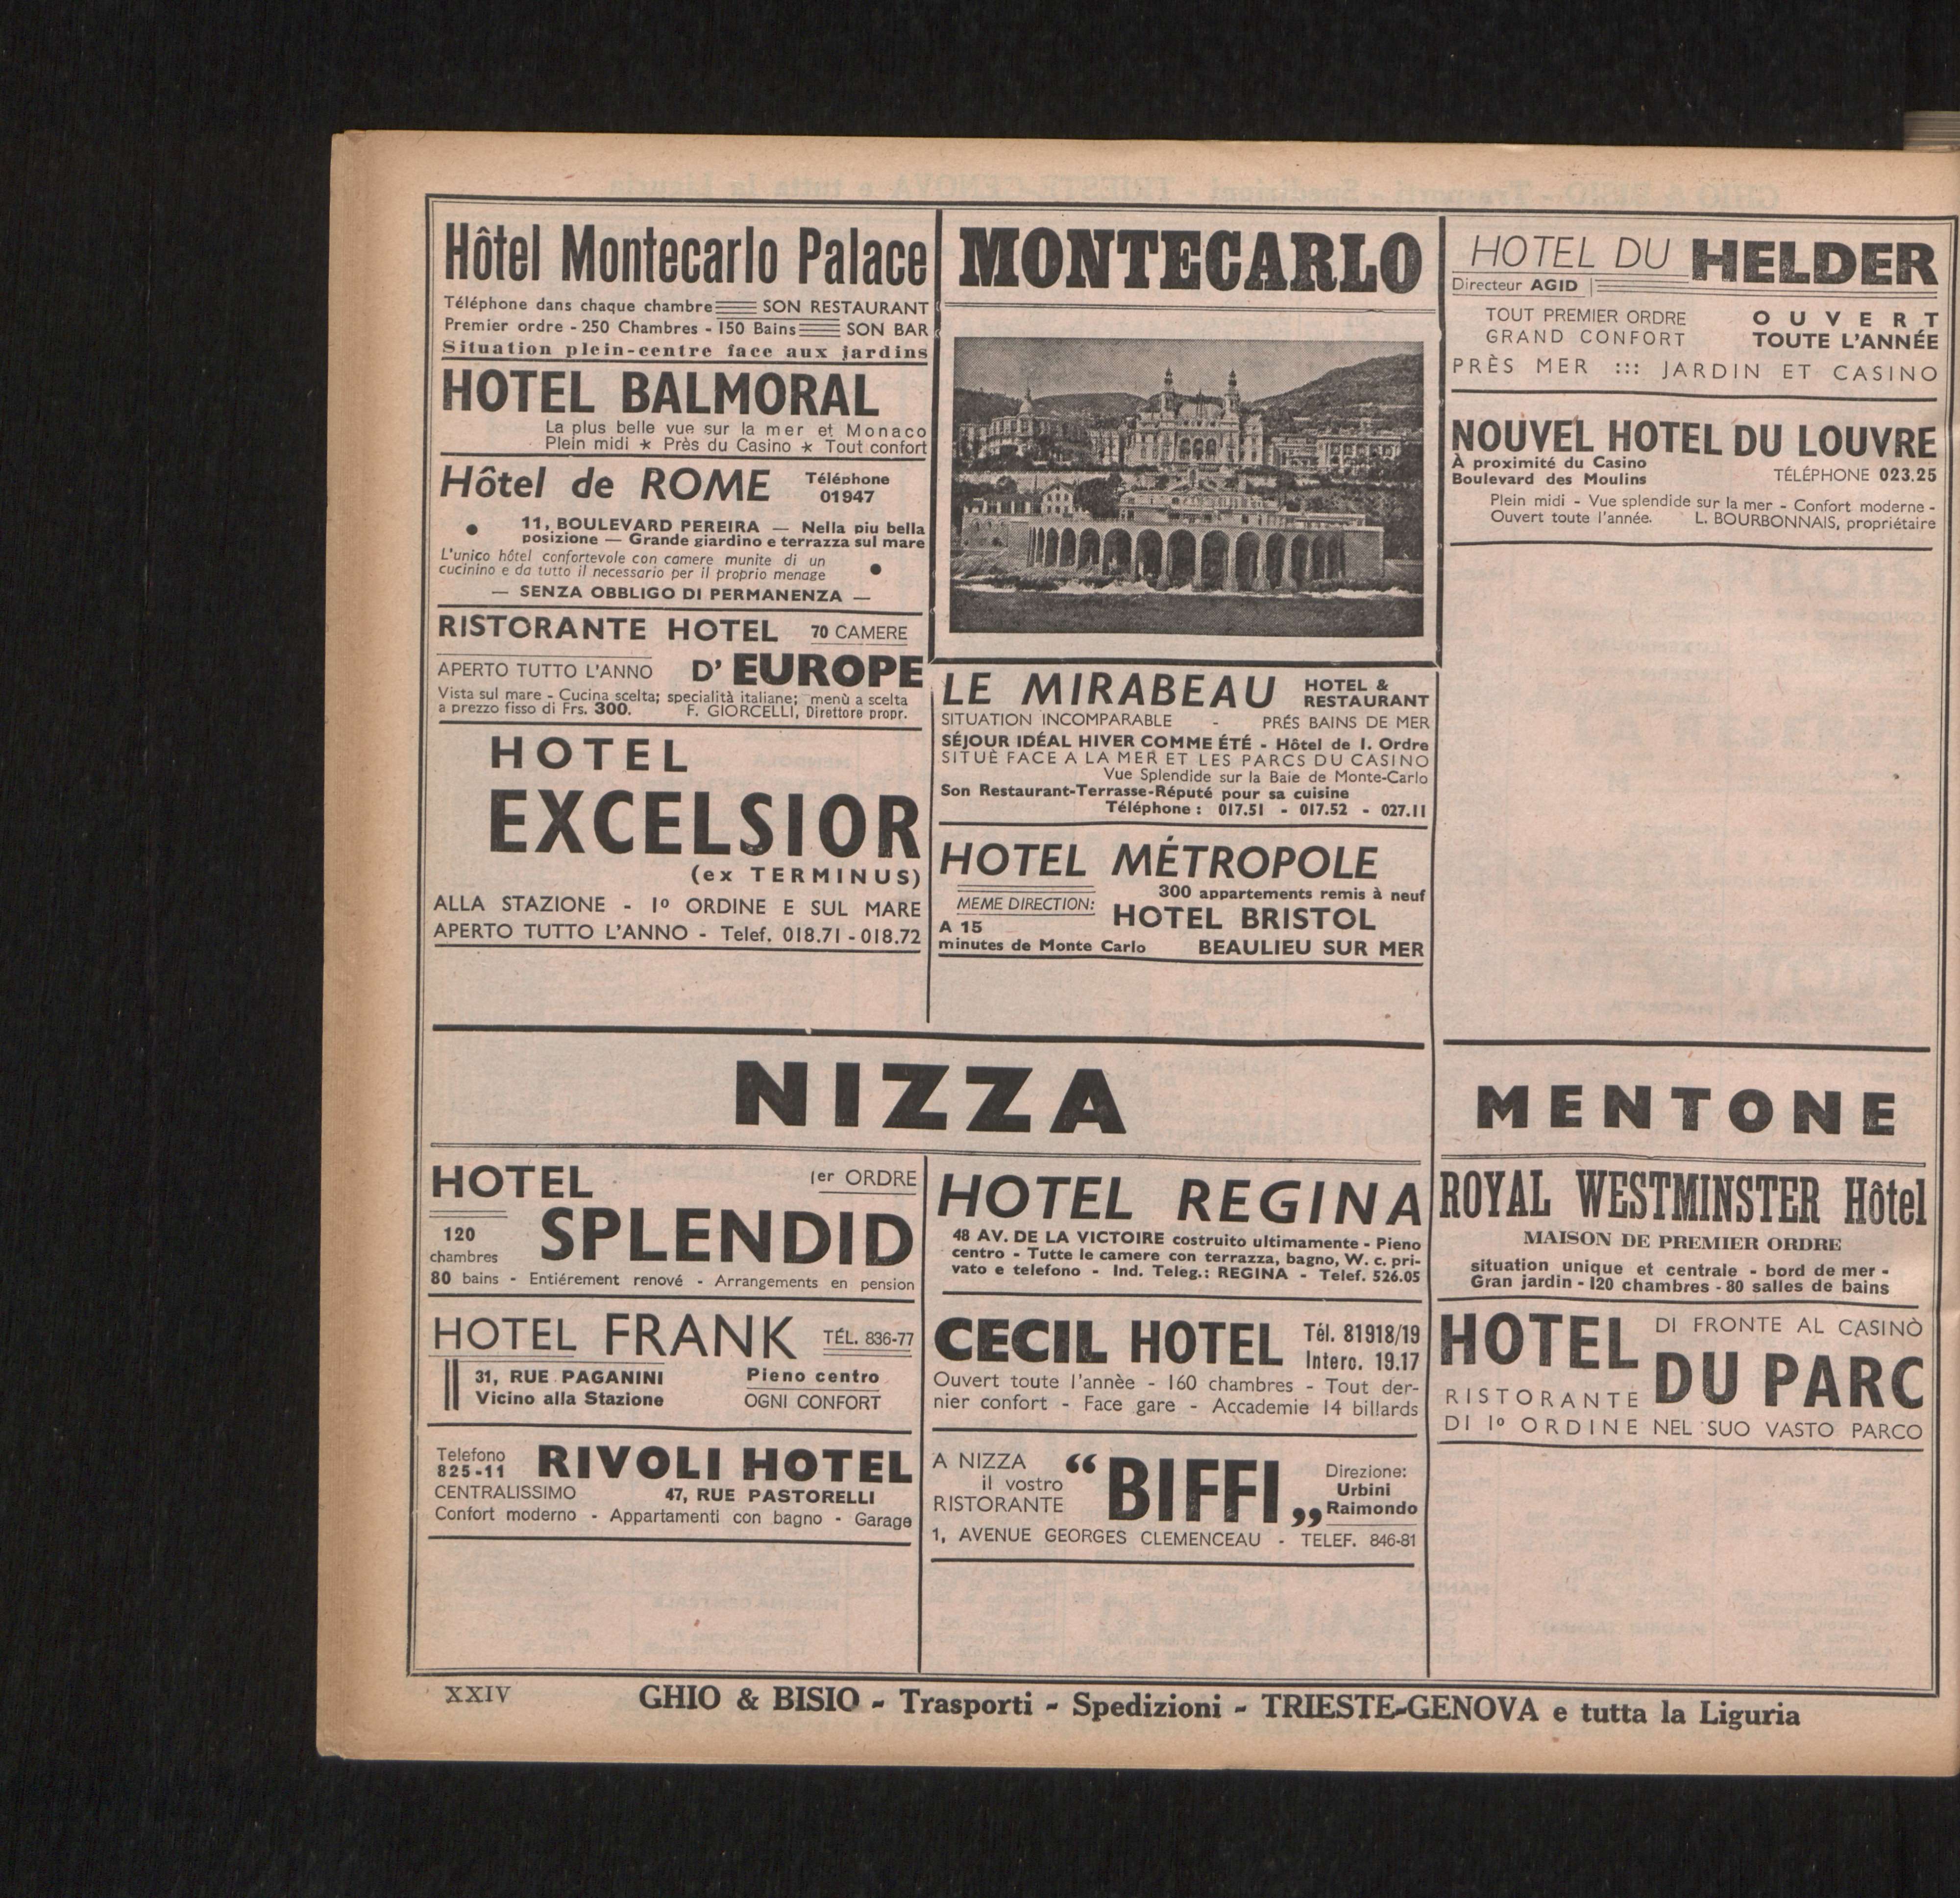 Hôtel Montecarlo Palace
Téléphone dans chaque chambre SON RESTAURANT
Premier ordre - 250 Chambres - 150 Bains SON BAR
Situation plein-centre face aux jardins
HOTEL BALMORAL
La plus belle vue sur la mer et Monaco
Plein midi * Près du Casino * Tout confort
Hôtel de ROME Téléphone
01947
11, BOULEVARD PEREIRA — Nella piu bella
posizione — Grande giardino e terrazza sul mare
L'unico hôtel confortevole con camere munite di un
cucinino e da tutto il necessario per il proprio menage
— SENZA OBBLIGO DI PERMANENZA —
RISTORANTE HOTEL 70 CAMERE
APERTO TUTTO L'ANNO D'EUROPE
Vista sul mare - Cucina scelta; specialità italiane; menù a scelta
a prezzo fisso di Frs. 300. F. GIORCELLI, Direttore propr.
HOTEL
EXCELSIOR
(ex TERMINUS)
ALLA STAZIONE - Iº ORDINE E SUL MARE
APERTO TUTTO L'ANNO - Telef. 018.71 - 018.72
MONTECARLO
LE MIRABEAU HOTEL &
RESTAURANT
SITUATION INCOMPARABLE - PRÉS BAINS DE MER
SÉJOUR IDÉAL HIVER COMME ÉTÉ - Hôtel de I. Ordre
SITUÈ FACE A LA MER ET LES PARCS DU CASINO
Vue Splendide sur la Baie de Monte-Carlo
Son Restaurant-Terrasse-Réputé pour sa cuisine
Téléphone : 017.51 - 017.52 - 027.11
HOTEL MÉTROPOLE
300 appartements remis à neuf
MEME DIRECTION: HOTEL BRISTOL
A 15
minutes de Monte Carlo BEAULIEU SUR MER
HOTEL DU HELDER
Directeur AGID
TOUT PREMIER ORDRE OUVERT
GRAND CONFORT TOUTE L'ANNÉE
PRÈS MER ::: JARDIN ET CASINO
NOUVEL HOTEL DU LOUVRE
À proximité du Casino
Boulevard des Moulins TÉLÉPHONE 023.25
Plein midi - Vue splendide sur la mer - Confort moderne -
Ouvert toute l'année. L. BOURBONNAIS, propriétaire
NIZZA
HOTEL Ier ORDRE
120
chambres SPLENDID
80 bains - Entiérement renové - Arrangements en pension
HOTEL FRANK TÉL. 836-77
31, RUE PAGANINI Pieno centro
Vicino alla Stazione OGNI CONFORT
Telefono
825-11 RIVOLI HOTEL
CENTRALISSIMO 47, RUE PASTORELLI
Confort moderno - Appartamenti con bagno - Garage
HOTEL REGINA
48 AV. DE LA VICTOIRE costruito ultimamente - Pieno
centro - Tutte le camere con terrazza, bagno, W. c. pri-
vato e telefono - Ind. Teleg.: REGINA - Telef. 526.05
CECIL HOTEL Tél. 81918/19
Interc. 19.17
Ouvert toute l'annèe - 160 chambres - Tout der-
nier confort - Face gare - Accademie 14 billards
A NIZZA
il vostro
RISTORANTE “BIFFI„ Direzione:
Urbini
Raimondo
1, AVENUE GEORGES CLEMENCEAU - TELEF. 846-81
MENTONE
ROYAL WESTMINSTER Hôtel
MAISON DE PREMIER ORDRE
situation unique et centrale - bord de mer -
Gran jardin - 120 chambres - 80 salles de bains
HOTEL DI FRONTE AL CASINÒ
DU PARC
RISTORANTE
DI Iº ORDINE NEL SUO VASTO PARCO
XXIV GHIO & BISIO - Trasporti - Spedizioni - TRIESTE-GENOVA e tutta la Liguria